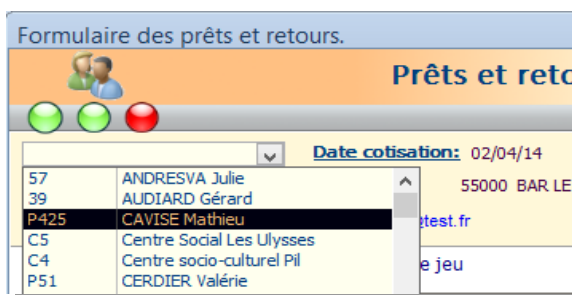 Formulaire des prêts et retours.
Prêts et reto
Date cotisation: 02/04/14
57 ANDRESVA Julie
39 AUDIARD Gérard
55000 BAR LE
P425 CAVISE Mathieu
test.fr
C5 Centre Social Les Ulysses
C4 Centre socio-culturel Pil
e jeu
P51 CERDIER Valérie